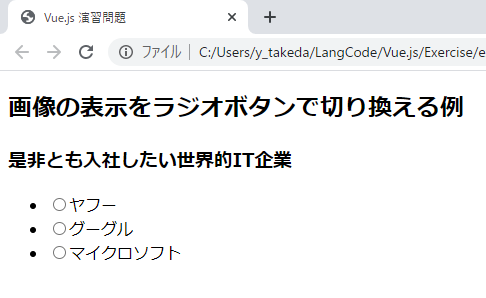 Vue.js 演習問題
ファイル C:/Users/y_takeda/LangCode/Vue.js/Exercise/e
画像の表示をラジオボタンで切り換える例
是非とも入社したい世界的IT企業
ヤフー
グーグル
マイクロソフト